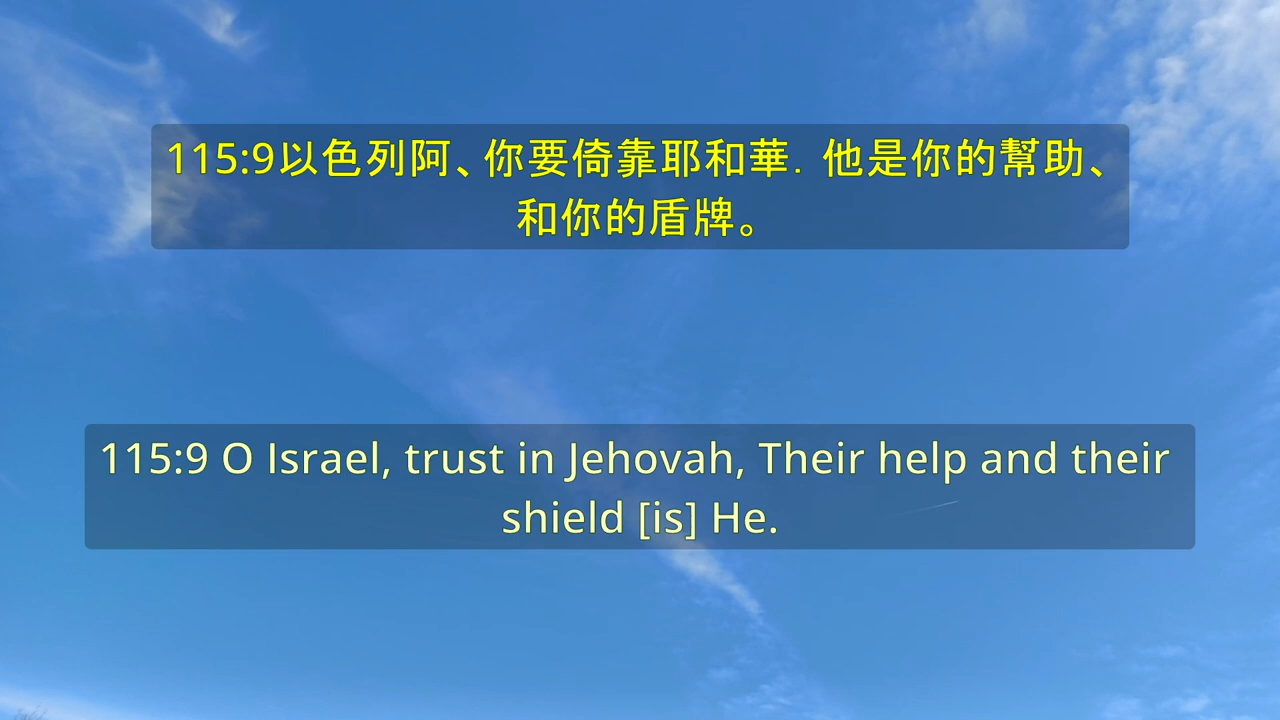 115:9以色列阿、你要倚靠耶和華．他是你的幫助、
和你的盾牌。
115:9 O Israel, trust in Jehovah, Their help and their
shield [is] He.